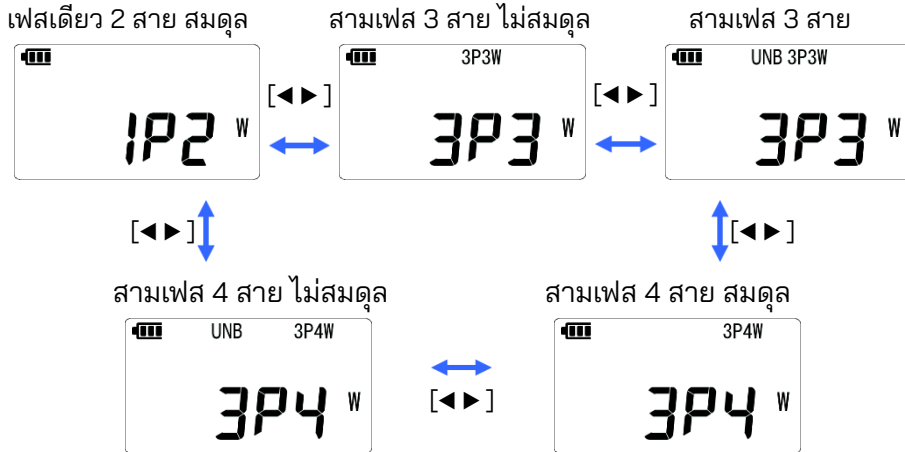 เฟสเดียว 2 สาย สมดุล
สามเฟส 3 สาย ไม่สมดุล
สามเฟส 3 สาย
1P2 W
[◀▶]
3P3W
3P3 W
[◀▶]
UNB 3P3W
3P3 W
[◀▶]
[◀▶]
สามเฟส 4 สาย ไม่สมดุล
สามเฟส 4 สาย สมดุล
UNB 3P4W
3P4 W
[◀▶]
3P4W
3P4 W